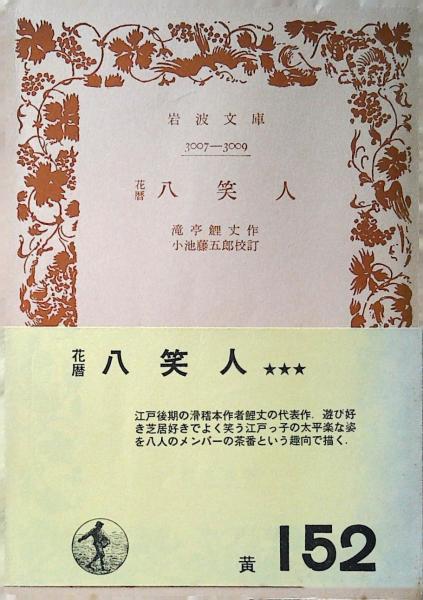 岩波文庫
3007—3009
花暦 八笑人
滝亭鯉丈作
小池藤五郎校訂
花暦 八笑人 ★★★
江戸後期の滑稽本作者鯉丈の代表作．遊び好
き芝居好きでよく笑う江戸っ子の太平楽な姿
を八人のメンバーの茶番という趣向で描く．
黄 152